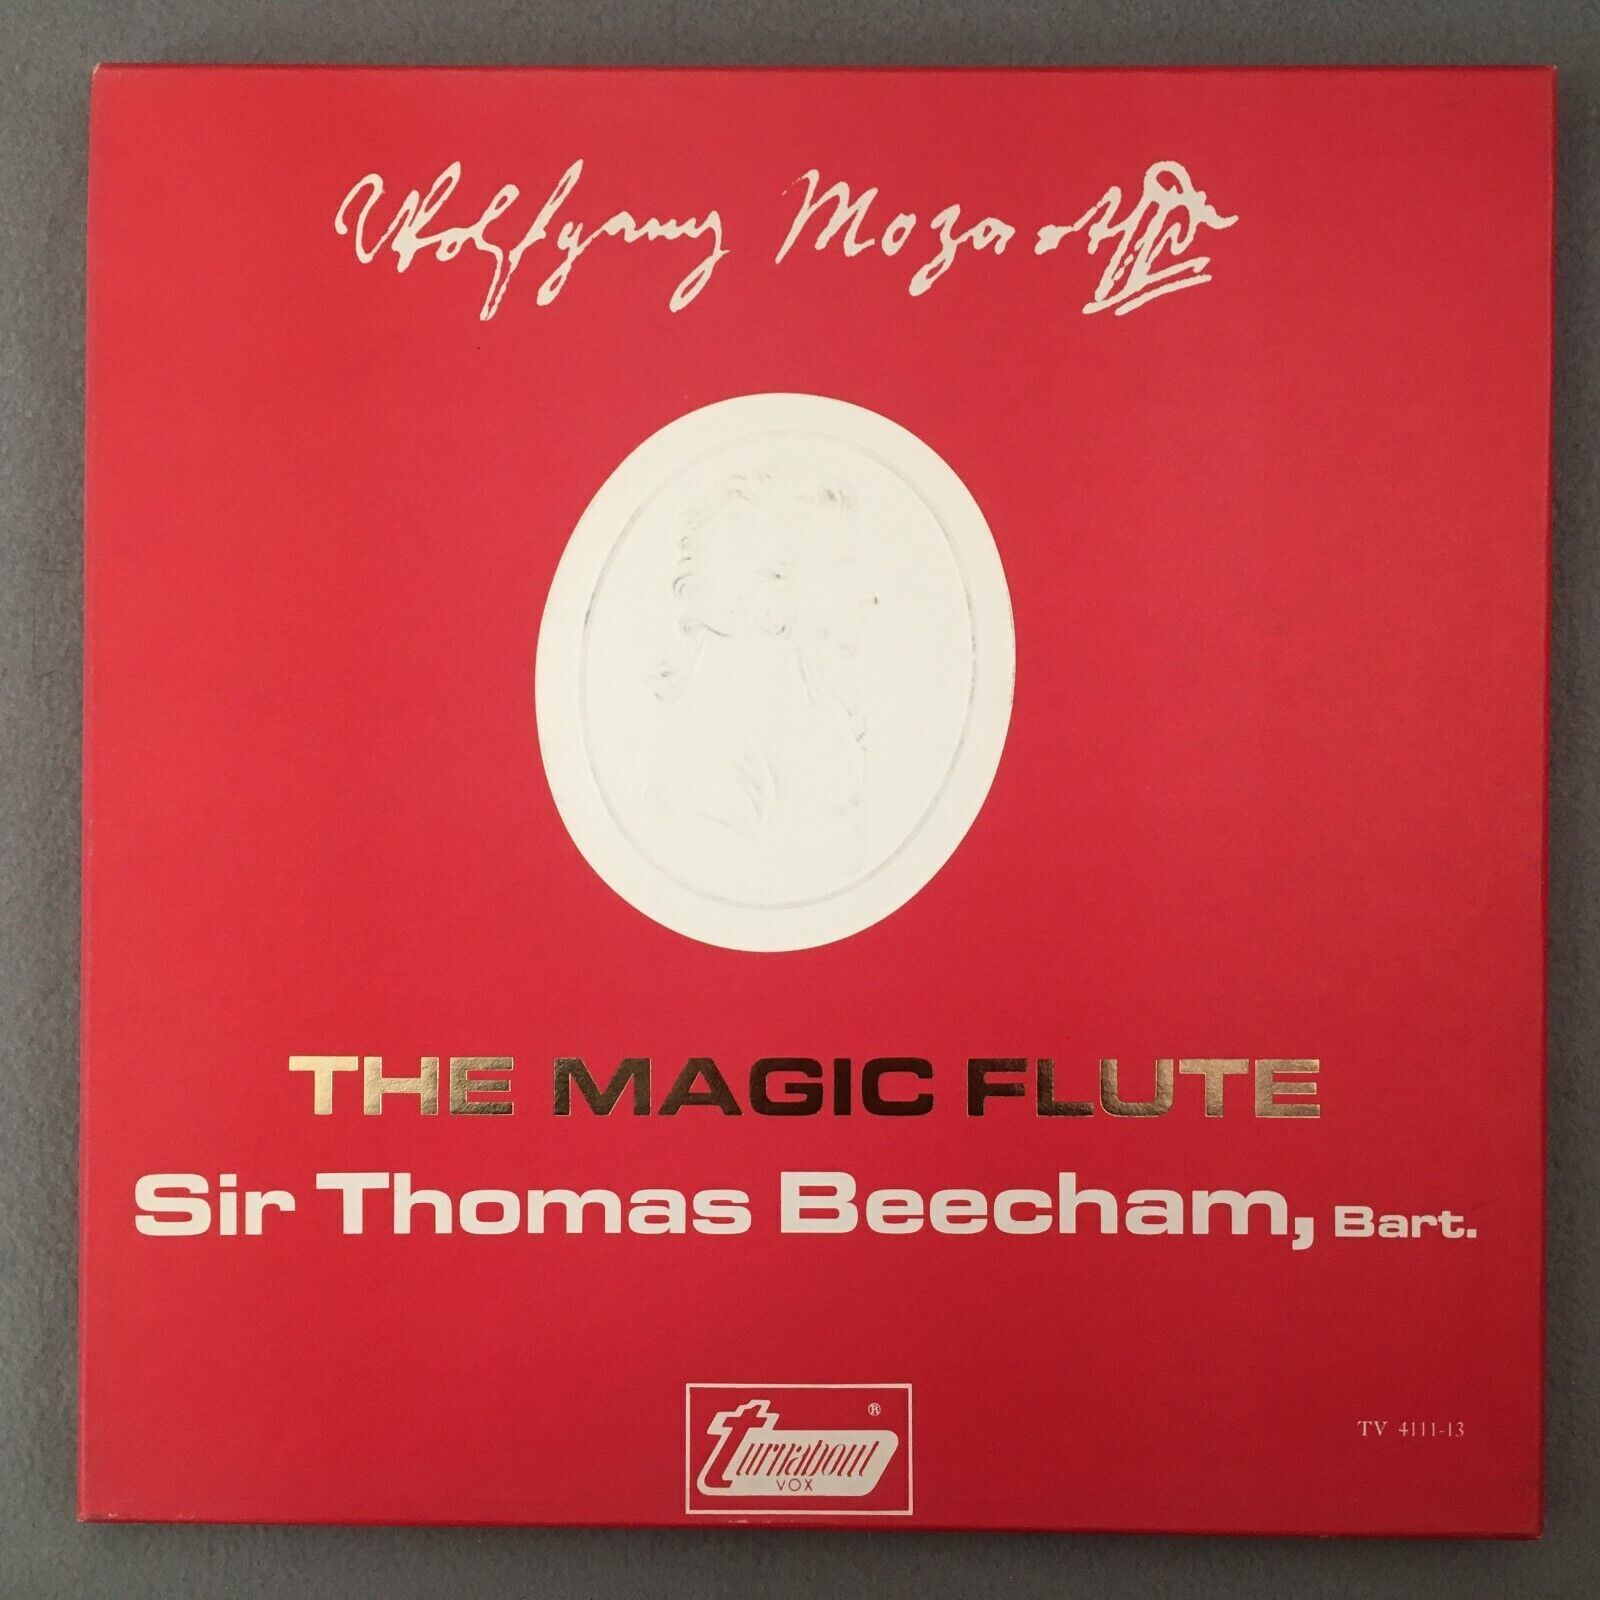 Wolfgang Mozart
THE MAGIC FLUTE
Sir Thomas Beecham, Bart.
turnabout ®
VOX
TV 4111-13